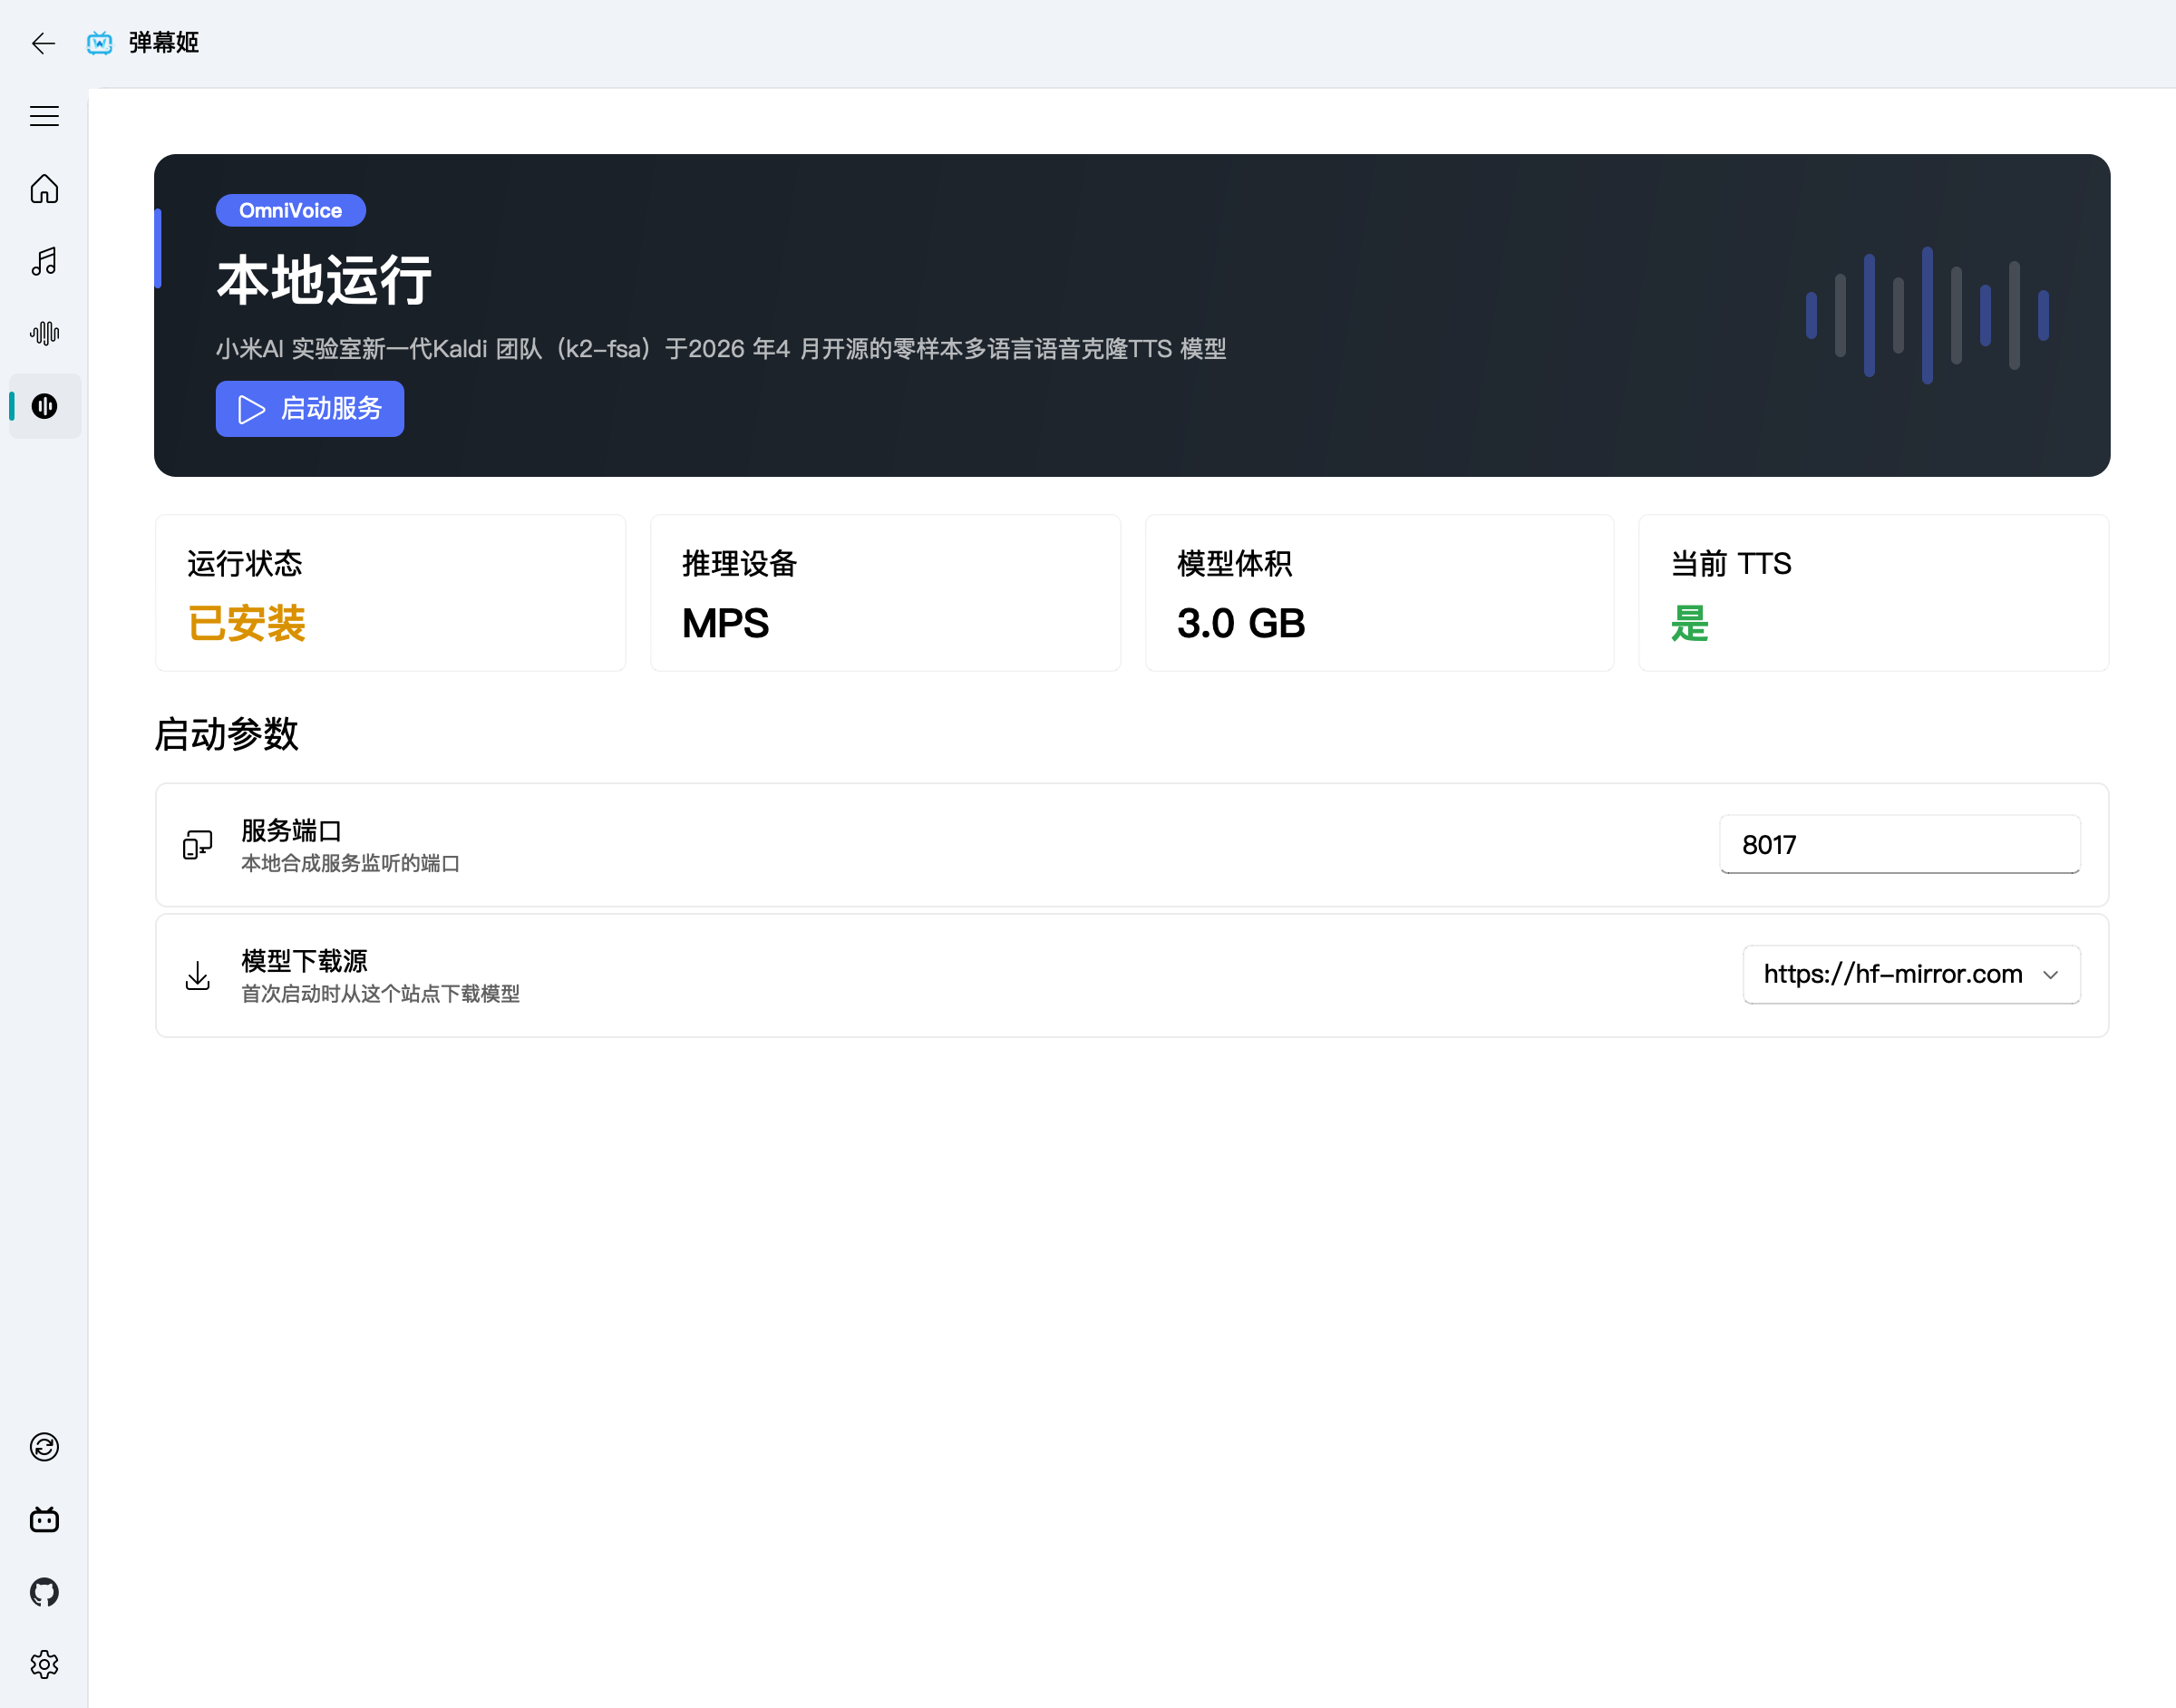 弹幕姬
OmniVoice
本地运行
小米AI 实验室新一代Kaldi 团队（k2-fsa）于2026 年4 月开源的零样本多语言语音克隆TTS 模型
启动服务
运行状态
已安装
推理设备
MPS
模型体积
3.0 GB
当前 TTS
是
启动参数
服务端口
本地合成服务监听的端口
8017
模型下载源
首次启动时从这个站点下载模型
https://hf-mirror.com